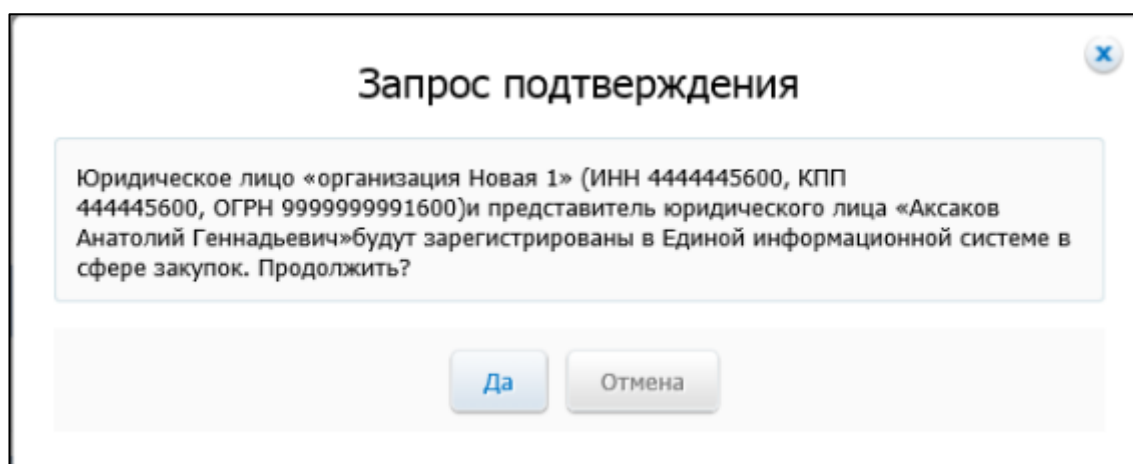 Запрос подтверждения
Юридическое лицо «организация Новая 1» (ИНН 4444445600, КПП
444445600, ОГРН 9999999991600)и представитель юридического лица «Аксаков
Анатолий Геннадьевич»будут зарегистрированы в Единой информационной системе в
сфере закупок. Продолжить?
Да Отмена